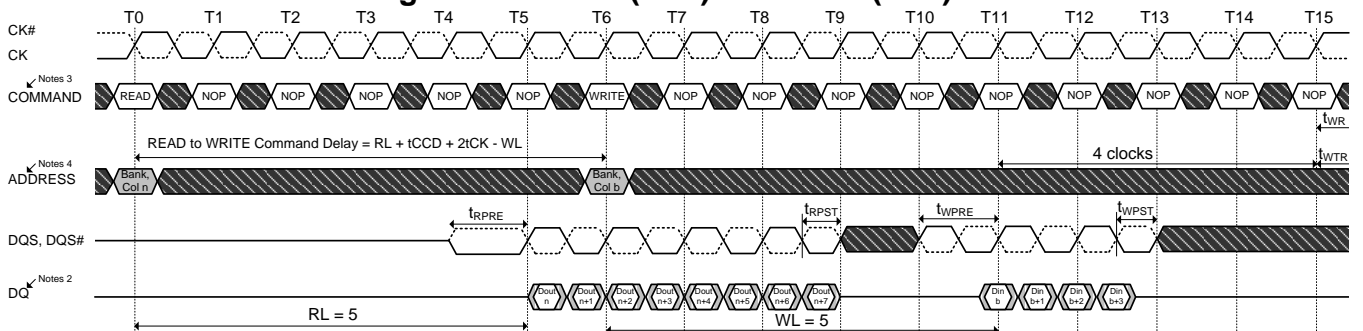 T0 T1 T2 T3 T4 T5 T6 T7 T8 T9 T10 T11 T12 T13 T14 T15
CK#
CK
Notes 3
COMMAND READ NOP NOP NOP NOP NOP WRITE NOP NOP NOP NOP NOP NOP NOP NOP NOP
tWR
READ to WRITE Command Delay = RL + tCCD + 2tCK - WL
4 clocks tWTR
Notes 4
ADDRESS Bank, Col n Bank, Col b
tRPRE tRPST tWPRE tWPST
DQS, DQS#
Notes 2
DQ Dout n Dout n+1 Dout n+2 Dout n+3 Dout n+4 Dout n+5 Dout n+6 Dout n+7 Din b Din b+1 Din b+2 Din b+3
RL = 5 WL = 5